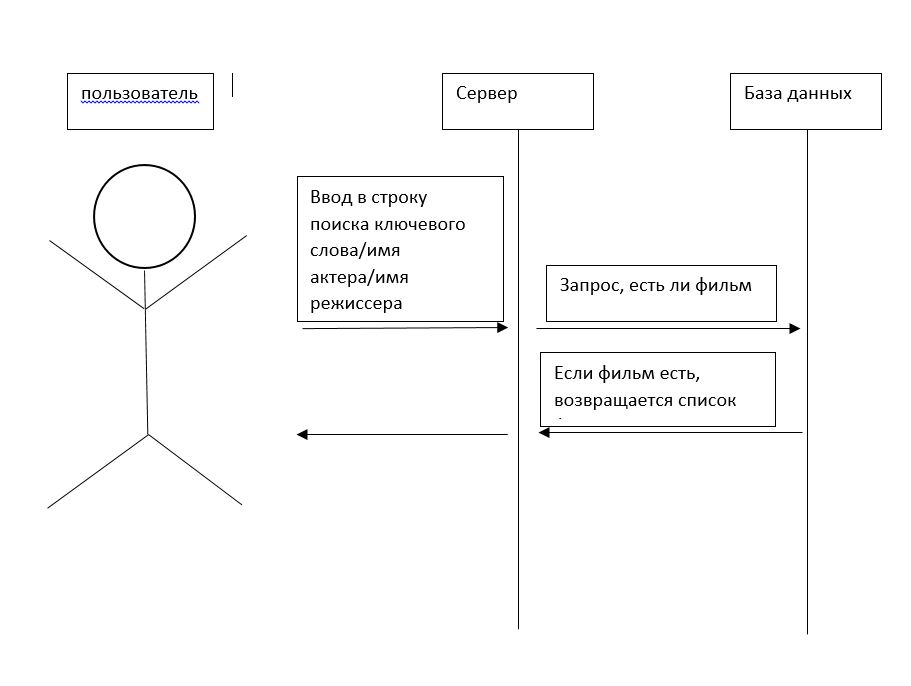 пользователь
Сервер
База данных
Ввод в строку
поиска ключевого
слова/имя
актера/имя
режиссера
Запрос, есть ли фильм
Если фильм есть,
возвращается список